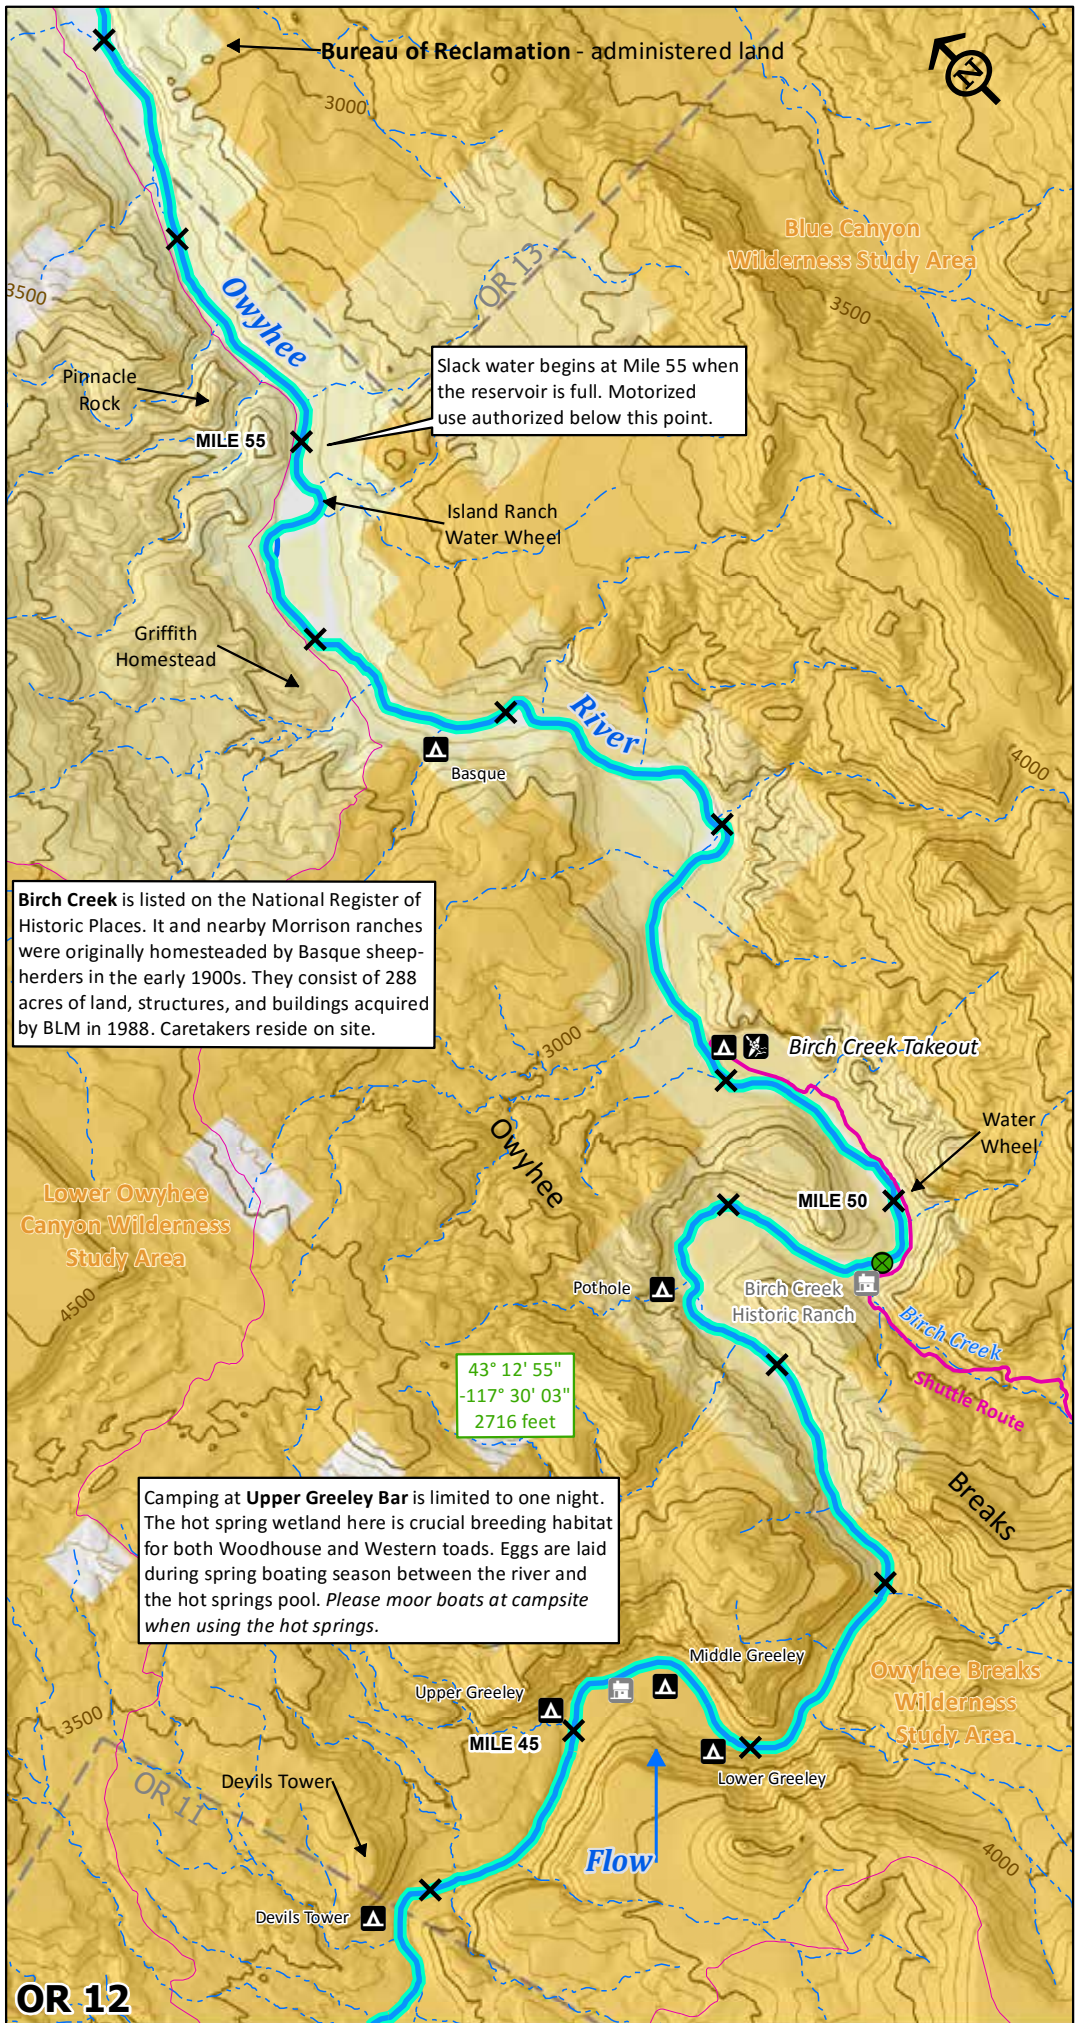 Bureau of Reclamation - administered land
N
3000
Blue Canyon
Wilderness Study Area
OR 13
3500
3500
Owyhee
Slack water begins at Mile 55 when
the reservoir is full. Motorized
use authorized below this point.
Pinnacle
Rock
MILE 55
Island Ranch
Water Wheel
Griffith
Homestead
River
4000
Basque
Birch Creek is listed on the National Register of
Historic Places. It and nearby Morrison ranches
were originally homesteaded by Basque sheep-
herders in the early 1900s. They consist of 288
acres of land, structures, and buildings acquired
by BLM in 1988. Caretakers reside on site.
3000
Birch Creek Takeout
Owyhee
Water
Wheel
Lower Owyhee
Canyon Wilderness
Study Area
MILE 50
4500
Pothole
Birch Creek
Historic Ranch
Birch Creek
Shuttle Route
43° 12' 55"
-117° 30' 03"
2716 feet
Breaks
Camping at Upper Greeley Bar is limited to one night.
The hot spring wetland here is crucial breeding habitat
for both Woodhouse and Western toads. Eggs are laid
during spring boating season between the river and
the hot springs pool. Please moor boats at campsite
when using the hot springs.
Middle Greeley
Owyhee Breaks
Wilderness
Study Area
Upper Greeley
3500
MILE 45
Lower Greeley
Devils Tower
OR 11
Flow
4000
Devils Tower
OR 12